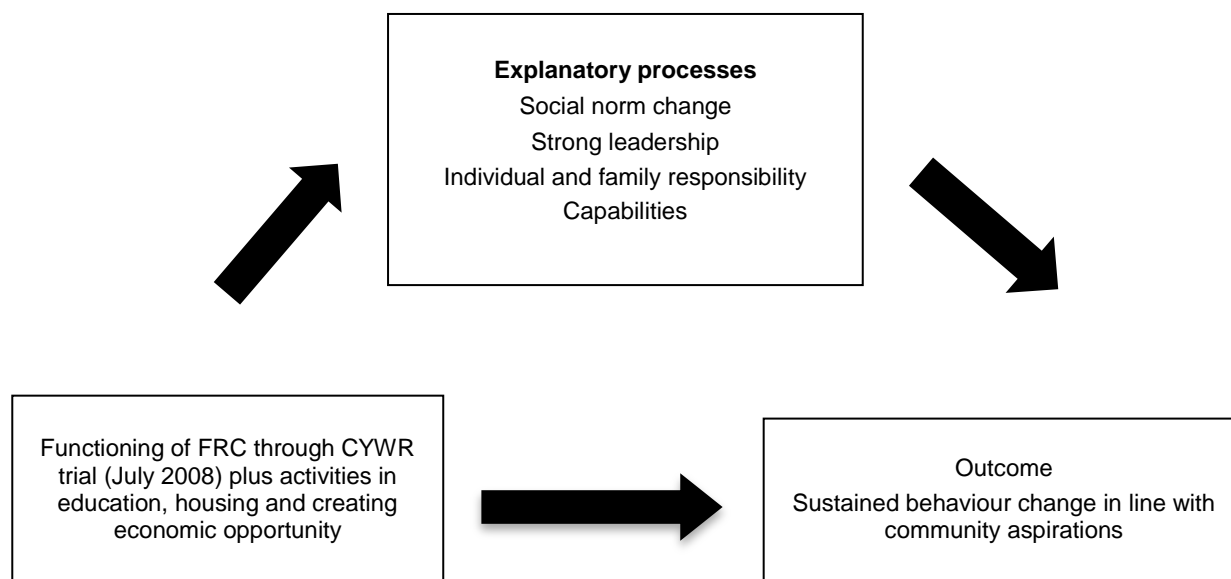 Explanatory processes
Social norm change
Strong leadership
Individual and family responsibility
Capabilities
Functioning of FRC through CYWR
trial (July 2008) plus activities in
education, housing and creating
economic opportunity
Outcome
Sustained behaviour change in line with
community aspirations